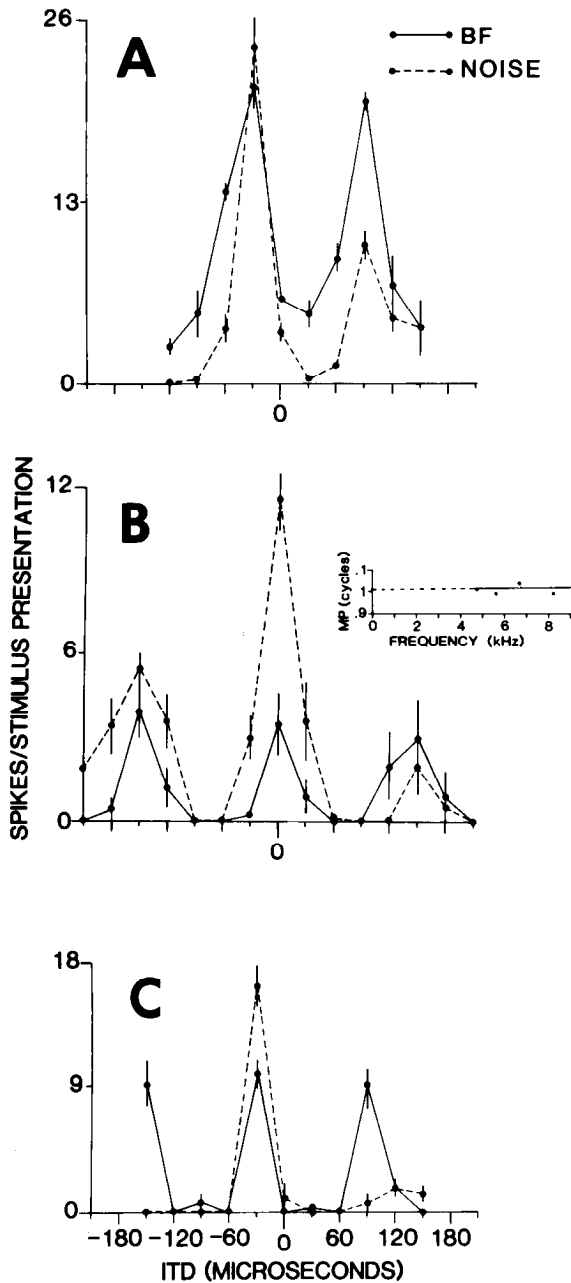 26
A
BF
NOISE
13
0
0
SPIKES/STIMULUS PRESENTATION
12
B
MP (cycles)
.1
1
.9
0 2 4 6 8
FREQUENCY (kHz)
6
0
0
18
C
9
0
-180 -120 -60 0 60 120 180
ITD (MICROSECONDS)